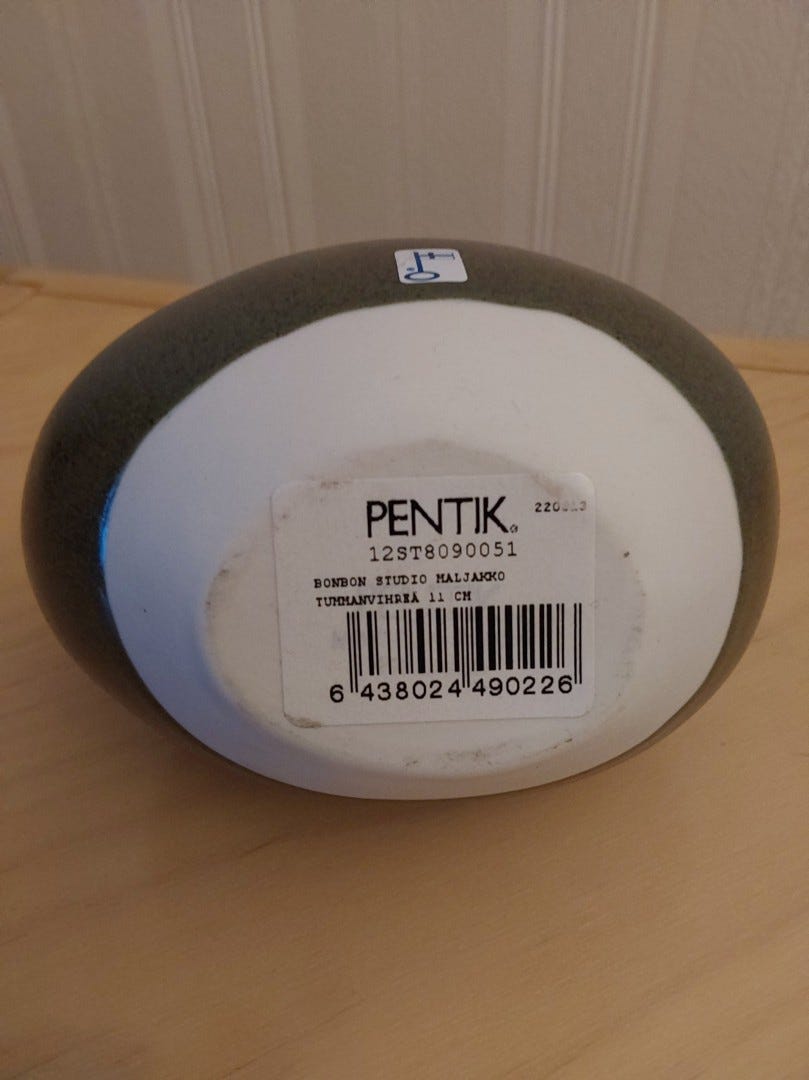 PENTIK®
12ST8090051
BONBON STUDIO MALJAKKO
TUMMANVIHREÄ 11 CM
6 438024 490226